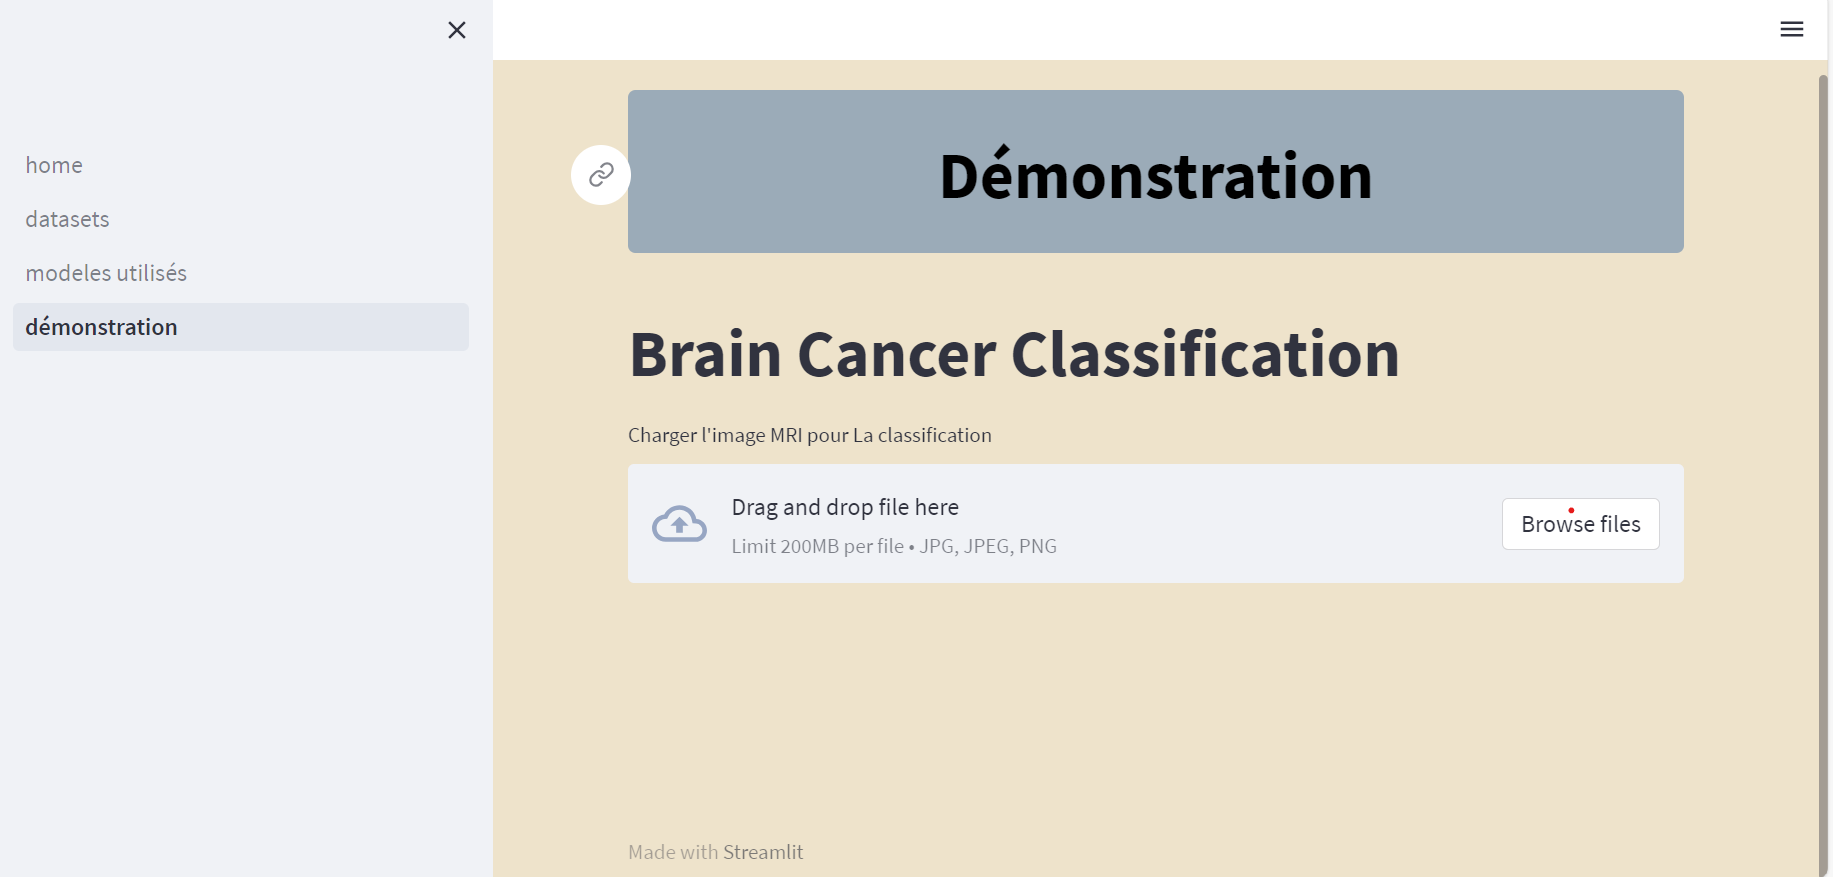 home
datasets
modeles utilisés
démonstration
Démonstration
Brain Cancer Classification
Charger l'image MRI pour La classification
Drag and drop file here
Limit 200MB per file • JPG, JPEG, PNG
Browse files
Made with Streamlit